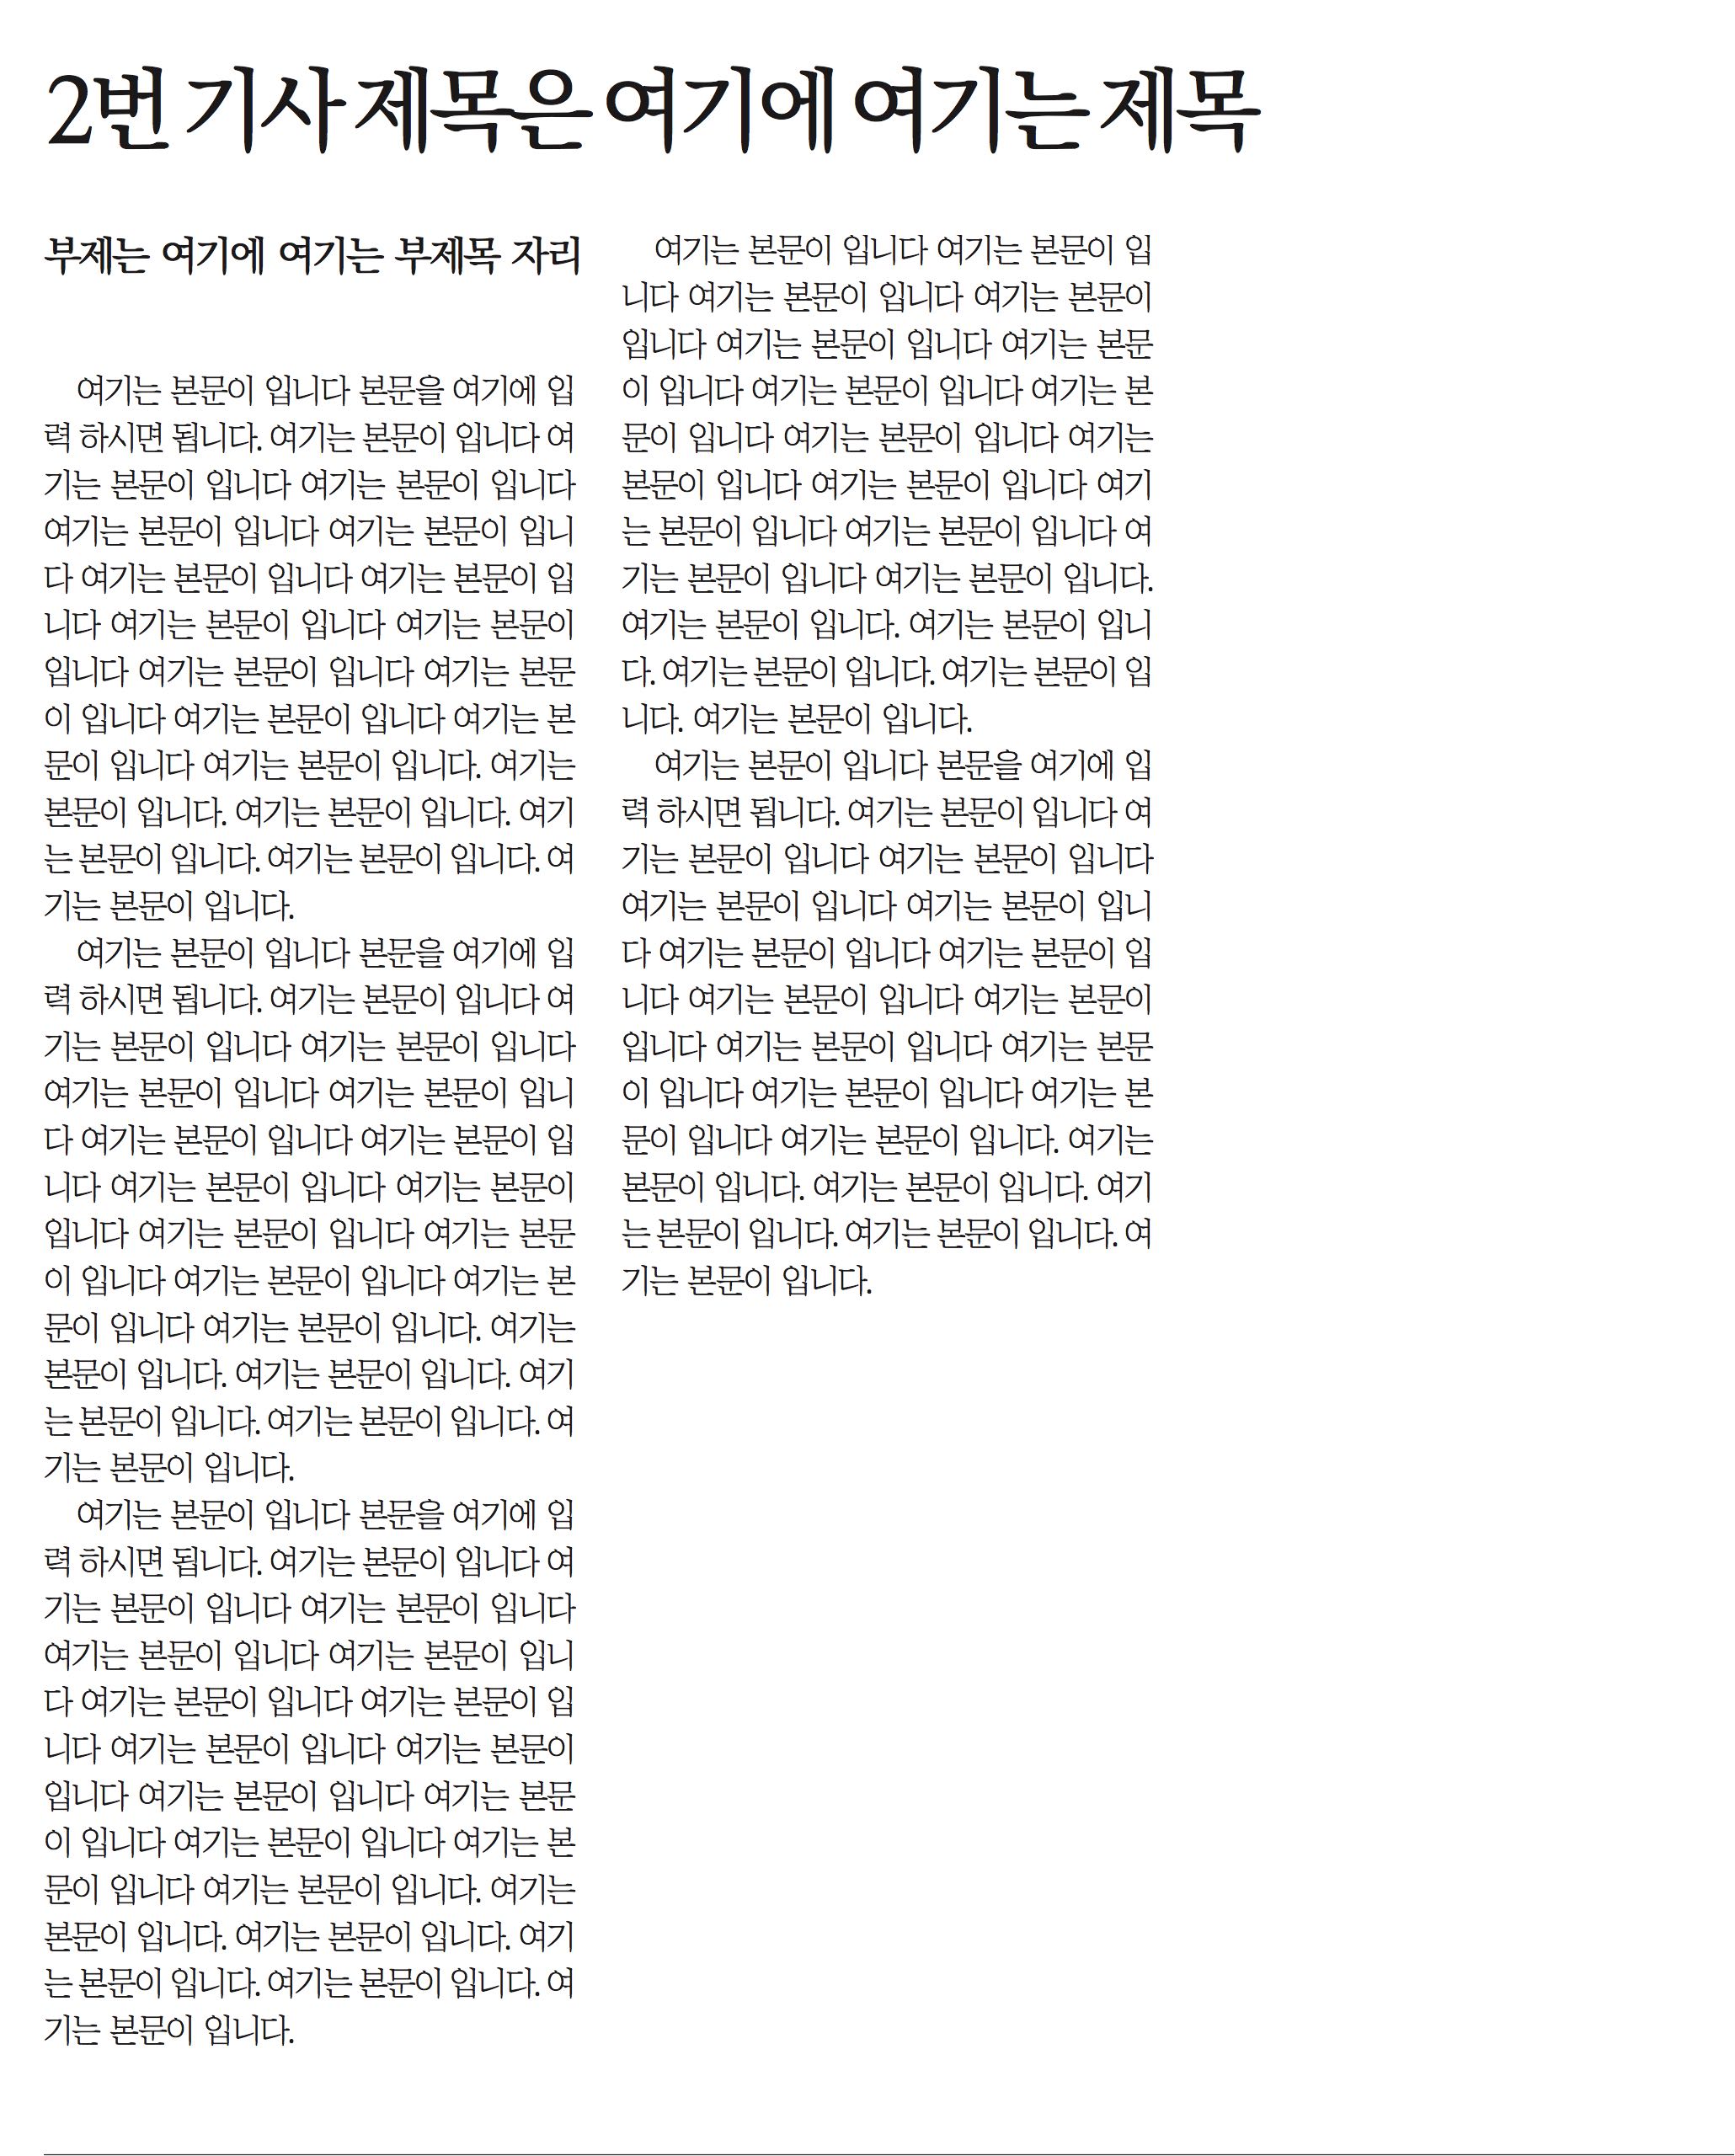 2번 기사 제목은 여기에 여기는 제목
부제는 여기에 여기는 부제목 자리
여기는 본문이 입니다 본문을 여기에 입
력 하시면 됩니다. 여기는 본문이 입니다 여
기는 본문이 입니다 여기는 본문이 입니다
여기는 본문이 입니다 여기는 본문이 입니
다 여기는 본문이 입니다 여기는 본문이 입
니다 여기는 본문이 입니다 여기는 본문이
입니다 여기는 본문이 입니다 여기는 본문
이 입니다 여기는 본문이 입니다 여기는 본
문이 입니다 여기는 본문이 입니다. 여기는
본문이 입니다. 여기는 본문이 입니다. 여기
는 본문이 입니다. 여기는 본문이 입니다. 여
기는 본문이 입니다.
여기는 본문이 입니다 본문을 여기에 입
력 하시면 됩니다. 여기는 본문이 입니다 여
기는 본문이 입니다 여기는 본문이 입니다
여기는 본문이 입니다 여기는 본문이 입니
다 여기는 본문이 입니다 여기는 본문이 입
니다 여기는 본문이 입니다 여기는 본문이
입니다 여기는 본문이 입니다 여기는 본문
이 입니다 여기는 본문이 입니다 여기는 본
문이 입니다 여기는 본문이 입니다. 여기는
본문이 입니다. 여기는 본문이 입니다. 여기
는 본문이 입니다. 여기는 본문이 입니다. 여
기는 본문이 입니다.
여기는 본문이 입니다 본문을 여기에 입
력 하시면 됩니다. 여기는 본문이 입니다 여
기는 본문이 입니다 여기는 본문이 입니다
여기는 본문이 입니다 여기는 본문이 입니
다 여기는 본문이 입니다 여기는 본문이 입
니다 여기는 본문이 입니다 여기는 본문이
입니다 여기는 본문이 입니다 여기는 본문
이 입니다 여기는 본문이 입니다 여기는 본
문이 입니다 여기는 본문이 입니다. 여기는
본문이 입니다. 여기는 본문이 입니다. 여기
는 본문이 입니다. 여기는 본문이 입니다. 여
기는 본문이 입니다.
여기는 본문이 입니다 여기는 본문이 입
니다 여기는 본문이 입니다 여기는 본문이
입니다 여기는 본문이 입니다 여기는 본문
이 입니다 여기는 본문이 입니다 여기는 본
문이 입니다 여기는 본문이 입니다 여기는
본문이 입니다 여기는 본문이 입니다 여기
는 본문이 입니다 여기는 본문이 입니다 여
기는 본문이 입니다 여기는 본문이 입니다.
여기는 본문이 입니다. 여기는 본문이 입니
다. 여기는 본문이 입니다. 여기는 본문이 입
니다. 여기는 본문이 입니다.
여기는 본문이 입니다 본문을 여기에 입
력 하시면 됩니다. 여기는 본문이 입니다 여
기는 본문이 입니다 여기는 본문이 입니다
여기는 본문이 입니다 여기는 본문이 입니
다 여기는 본문이 입니다 여기는 본문이 입
니다 여기는 본문이 입니다 여기는 본문이
입니다 여기는 본문이 입니다 여기는 본문
이 입니다 여기는 본문이 입니다 여기는 본
문이 입니다 여기는 본문이 입니다. 여기는
본문이 입니다. 여기는 본문이 입니다. 여기
는 본문이 입니다. 여기는 본문이 입니다. 여
기는 본문이 입니다.